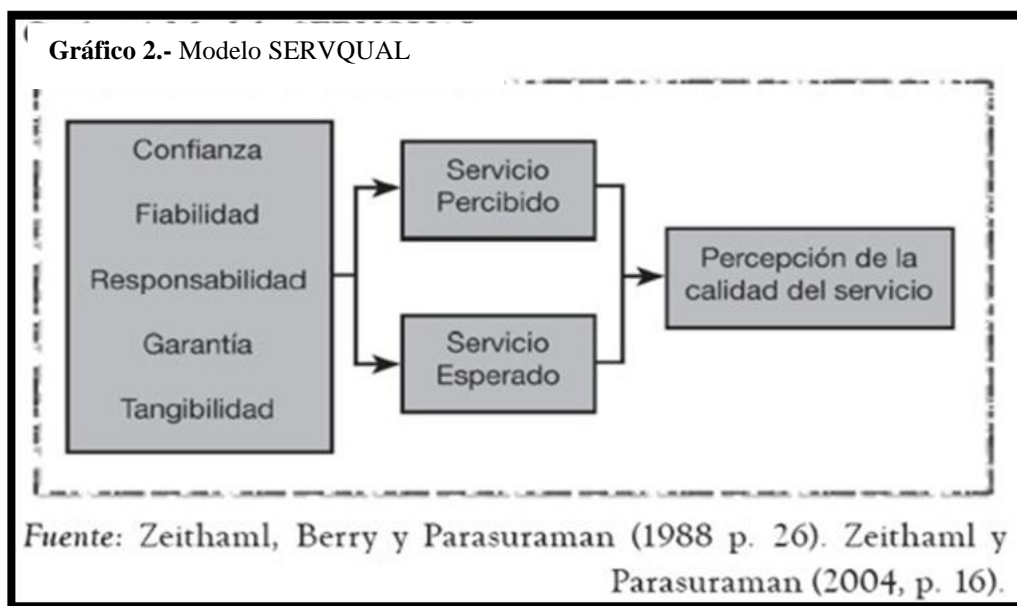 Gráfico 2.- Modelo SERVQUAL
Confianza
Fiabilidad
Responsabilidad
Garantía
Tangibilidad
Servicio
Percibido
Servicio
Esperado
Percepción de la
calidad del servicio
Fuente: Zeithaml, Berry y Parasuraman (1988 p. 26). Zeithaml y
Parasuraman (2004, p. 16).